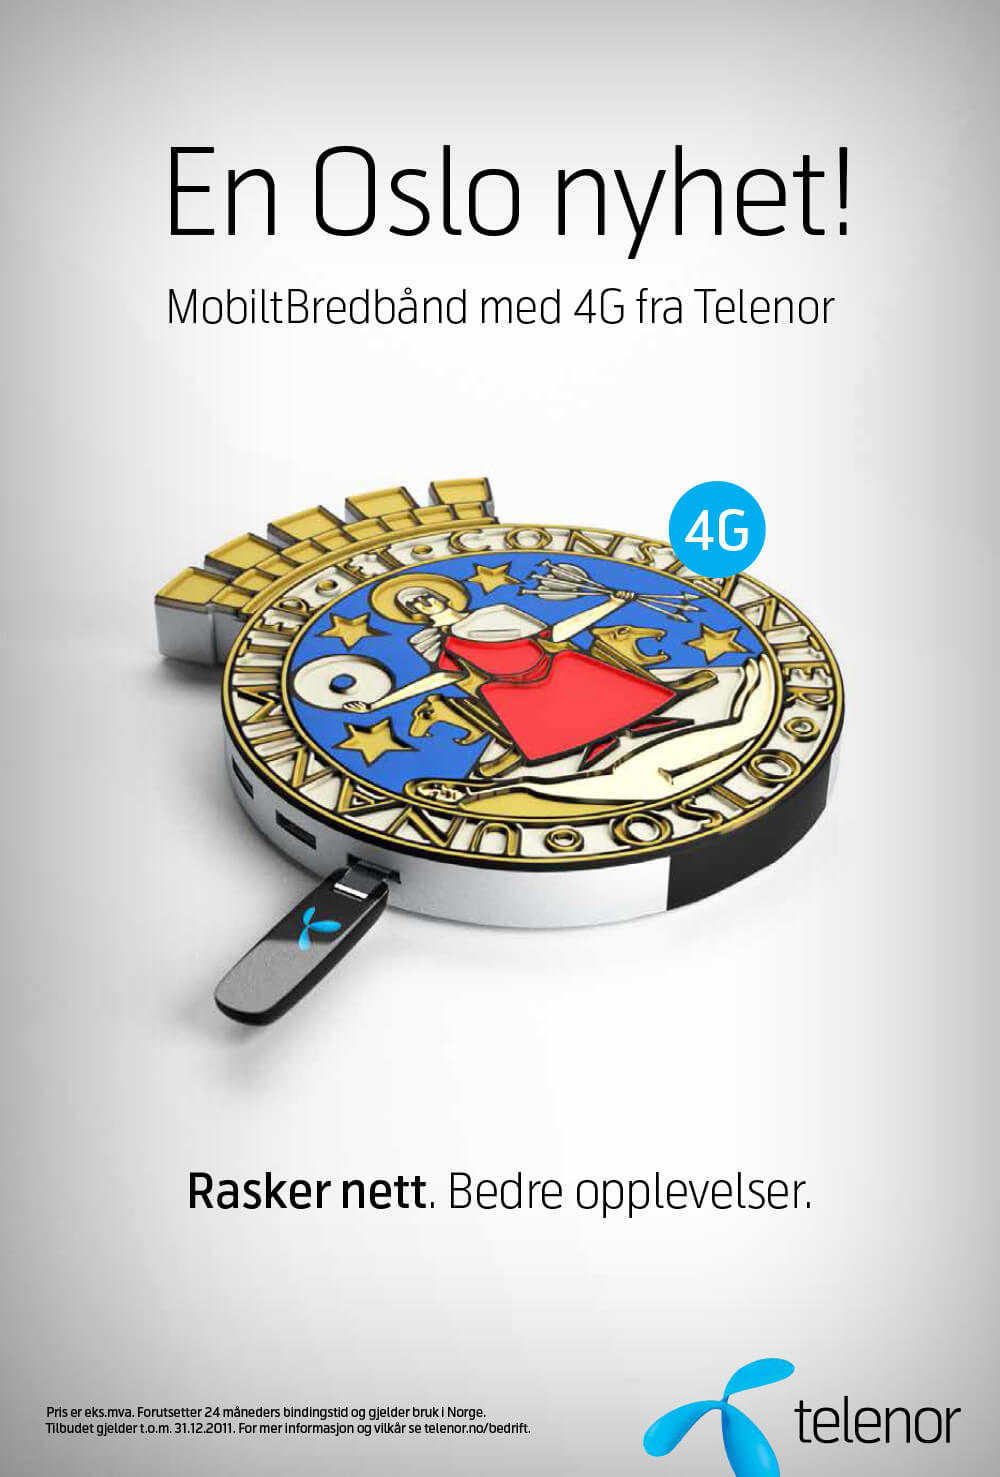 En Oslo nyhet!
MobiltBredbånd med 4G fra Telenor
4G
UNANIMITER · ET · CONSTANTER · OSLO
Rasker nett. Bedre opplevelser.
Pris er eks.mva. Forutsetter 24 måneders bindingstid og gjelder bruk i Norge.
Tilbudet gjelder t.o.m. 31.12.2011. For mer informasjon og vilkår se telenor.no/bedrift.
telenor